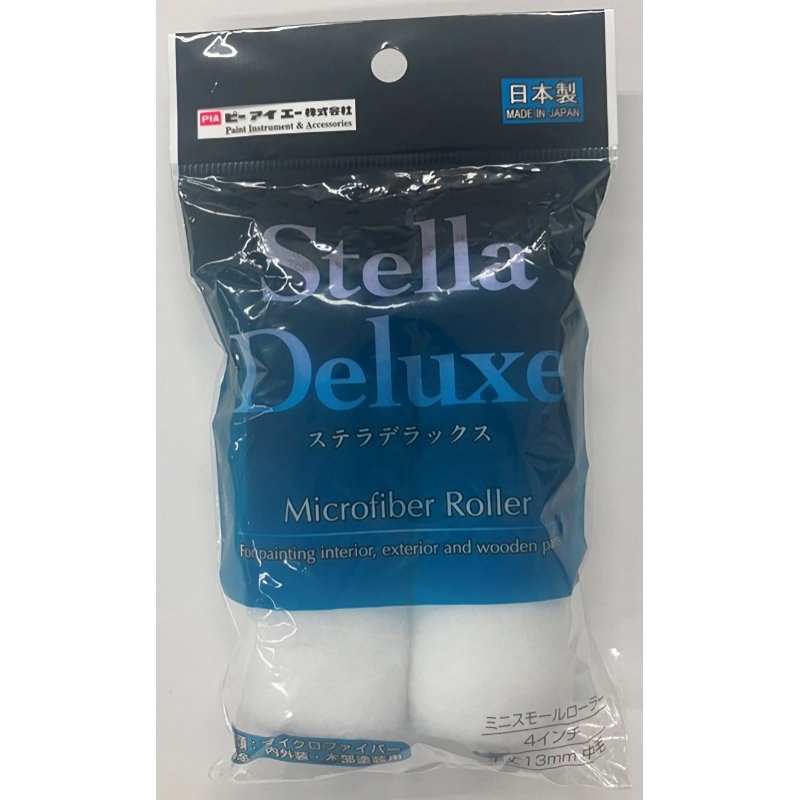 PIA ピーアイエー株式会社
Paint Instrument & Accessories
日本製
MADE IN JAPAN
Stella
Deluxe
ステラデラックス
Microfiber Roller
For painting interior, exterior and wooden
マイクロファイバー
内外装・木部塗装用
ミニスモールローラー
4インチ
13mm 中毛